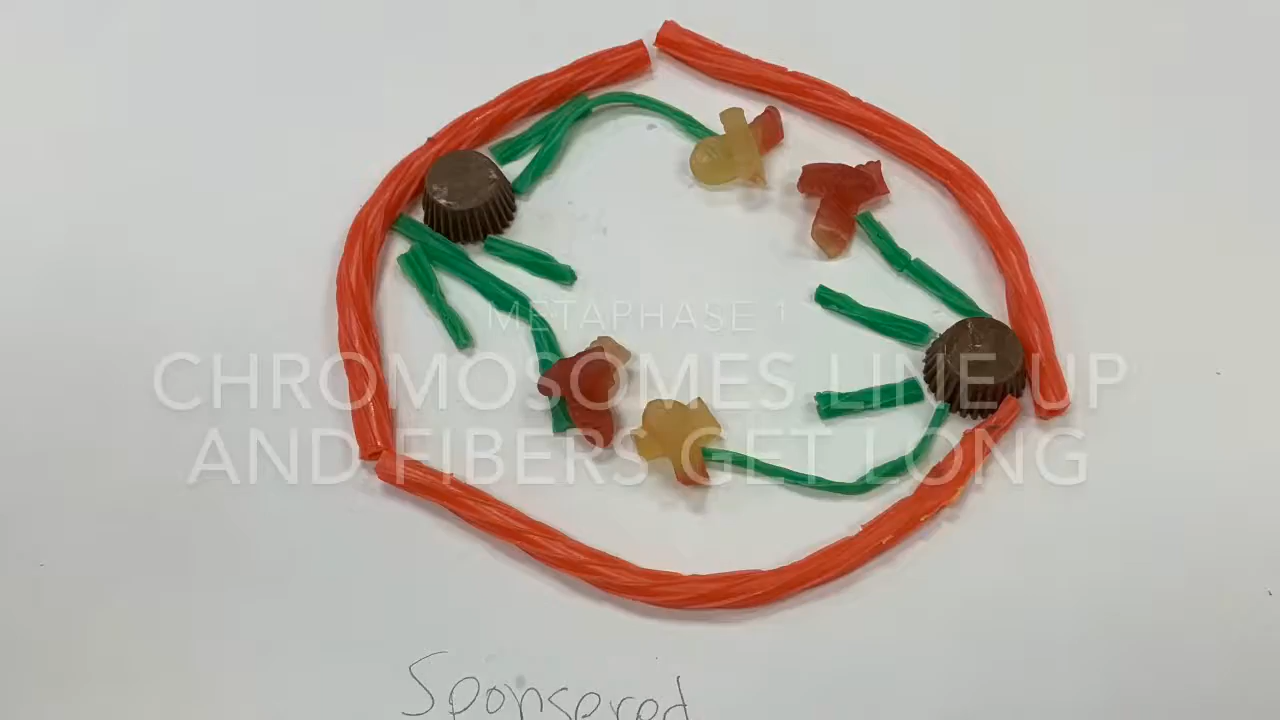 METAPHASE 1
CHROMOSOMES LINE UP
AND FIBERS GET LONG
Sponsered